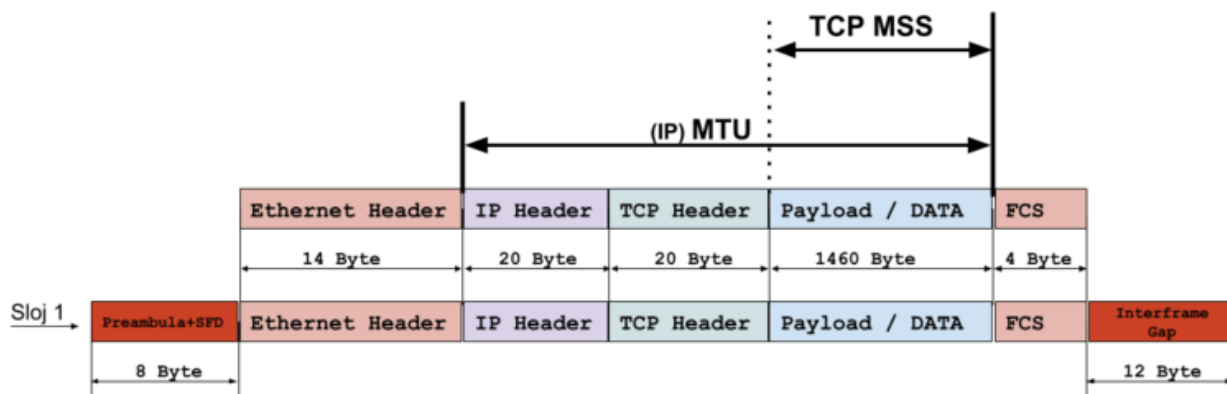 TCP MSS
(IP) MTU
Ethernet Header IP Header TCP Header Payload / DATA FCS
14 Byte 20 Byte 20 Byte 1460 Byte 4 Byte
Sloj 1 Preambula+SFD Ethernet Header IP Header TCP Header Payload / DATA FCS Interframe
Gap
8 Byte 12 Byte